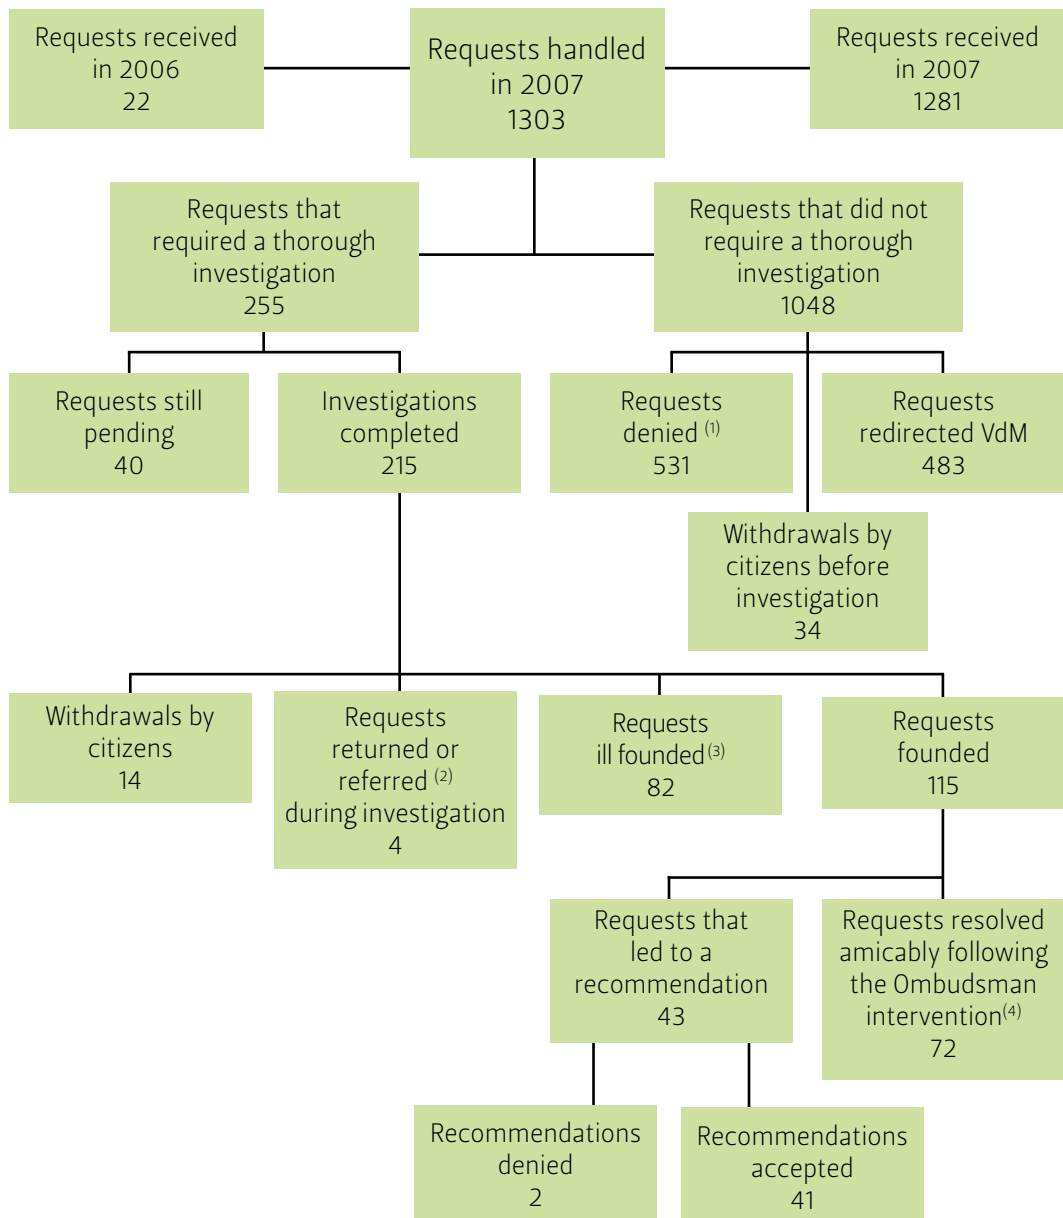 Requests received
in 2006
22
Requests handled
in 2007
1303
Requests received
in 2007
1281
Requests that
required a thorough
investigation
255
Requests that did not
require a thorough
investigation
1048
Requests still
pending
40
Investigations
completed
215
Requests
denied (1)
531
Requests
redirected VdM
483
Withdrawals by
citizens before
investigation
34
Withdrawals by
citizens
14
Requests
returned or
referred (2)
during investigation
4
Requests
ill founded(3)
82
Requests
founded
115
Requests that
led to a
recommendation
43
Requests resolved
amicably following
the Ombudsman
intervention(4)
72
Recommendations
denied
2
Recommendations
accepted
41